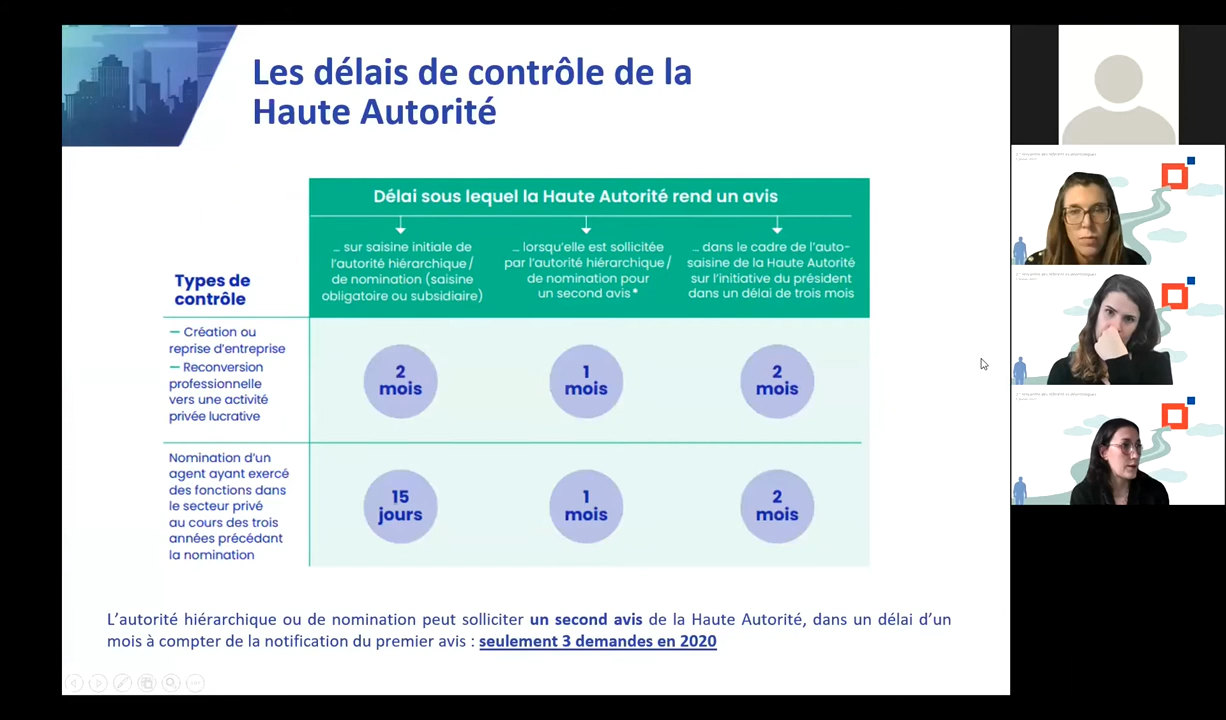 Les délais de contrôle de la
Haute Autorité
Délai sous lequel la Haute Autorité rend un avis
... sur saisine initiale de
l'autorité hiérarchique /
de nomination (saisine
obligatoire ou subsidiaire)
... lorsqu'elle est sollicitée
par l'autorité hiérarchique /
de nomination pour
un second avis*
... dans le cadre de l'auto-
saisine de la Haute Autorité
sur l'initiative du président
dans un délai de trois mois
Types de
contrôle
— Création ou
reprise d'entreprise
— Reconversion
professionnelle
vers une activité
privée lucrative
2
mois
1
mois
2
mois
Nomination d'un
agent ayant exercé
des fonctions dans
le secteur privé
au cours des trois
années précédant
la nomination
15
jours
1
mois
2
mois
L'autorité hiérarchique ou de nomination peut solliciter un second avis de la Haute Autorité, dans un délai d'un
mois à compter de la notification du premier avis : seulement 3 demandes en 2020